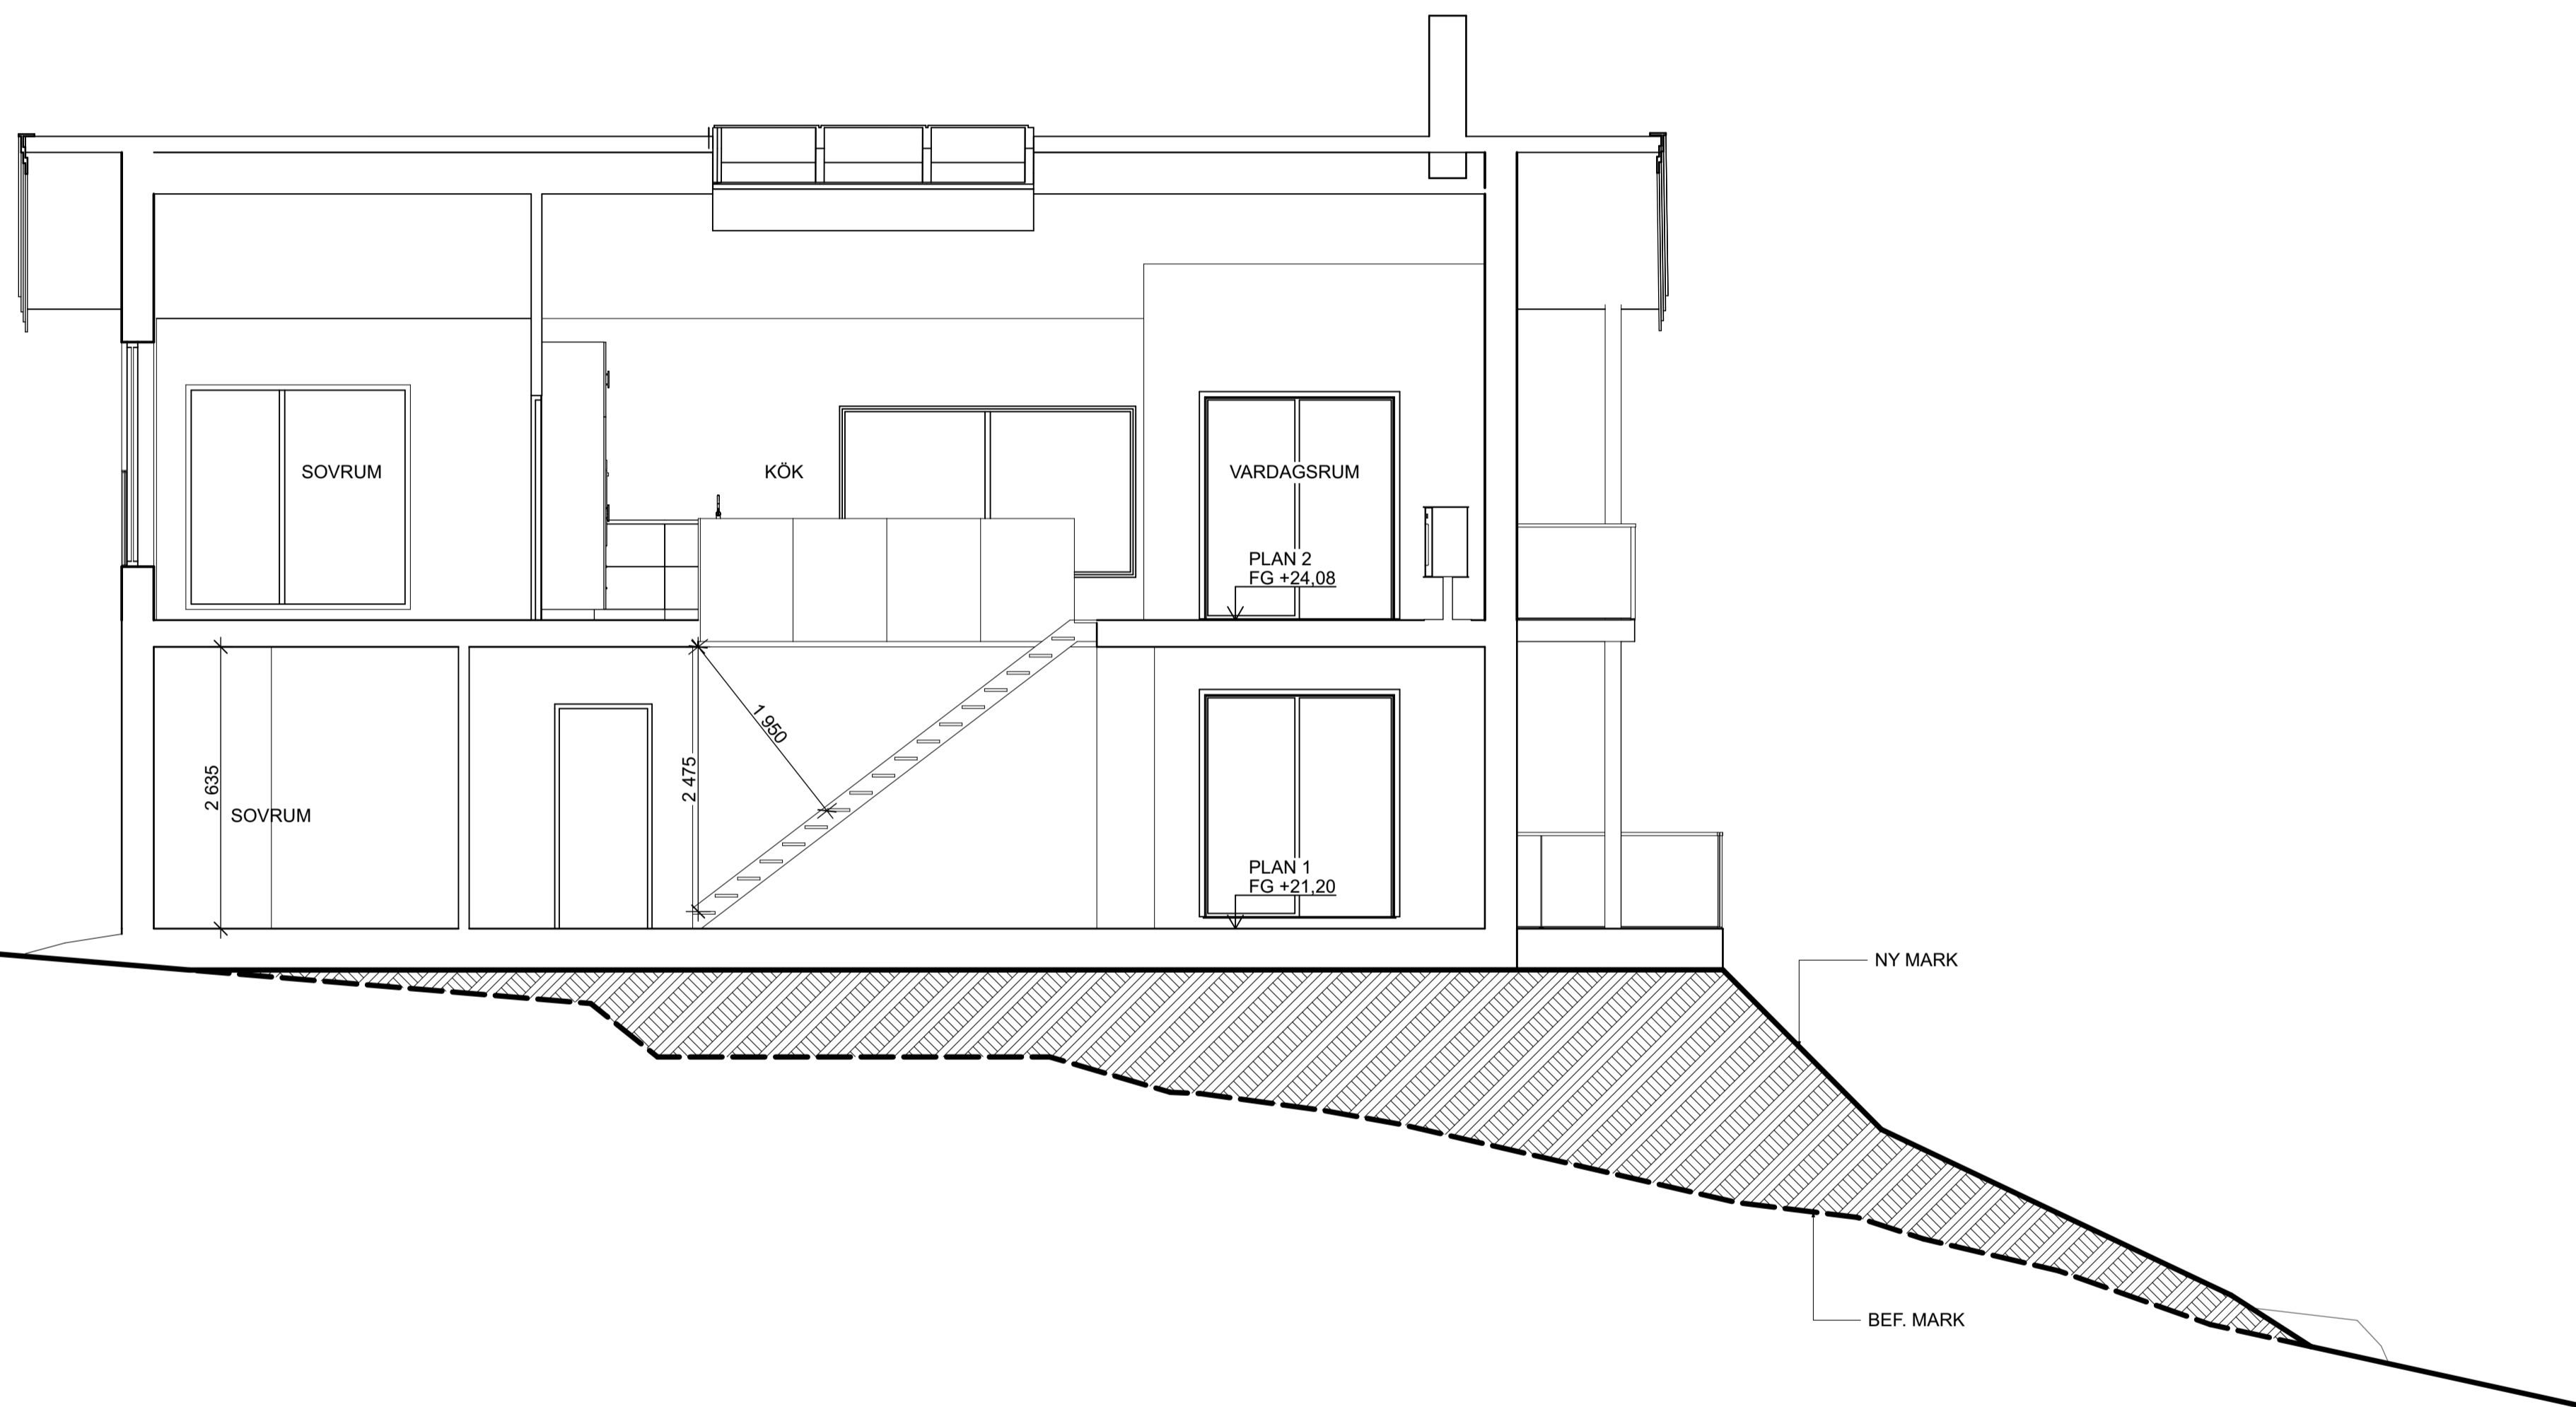 SOVRUM
KÖK
VARDAGSRUM
PLAN 2
FG +24,08
1 950
2 475
2 635
SOVRUM
PLAN 1
FG +21,20
NY MARK
BEF. MARK